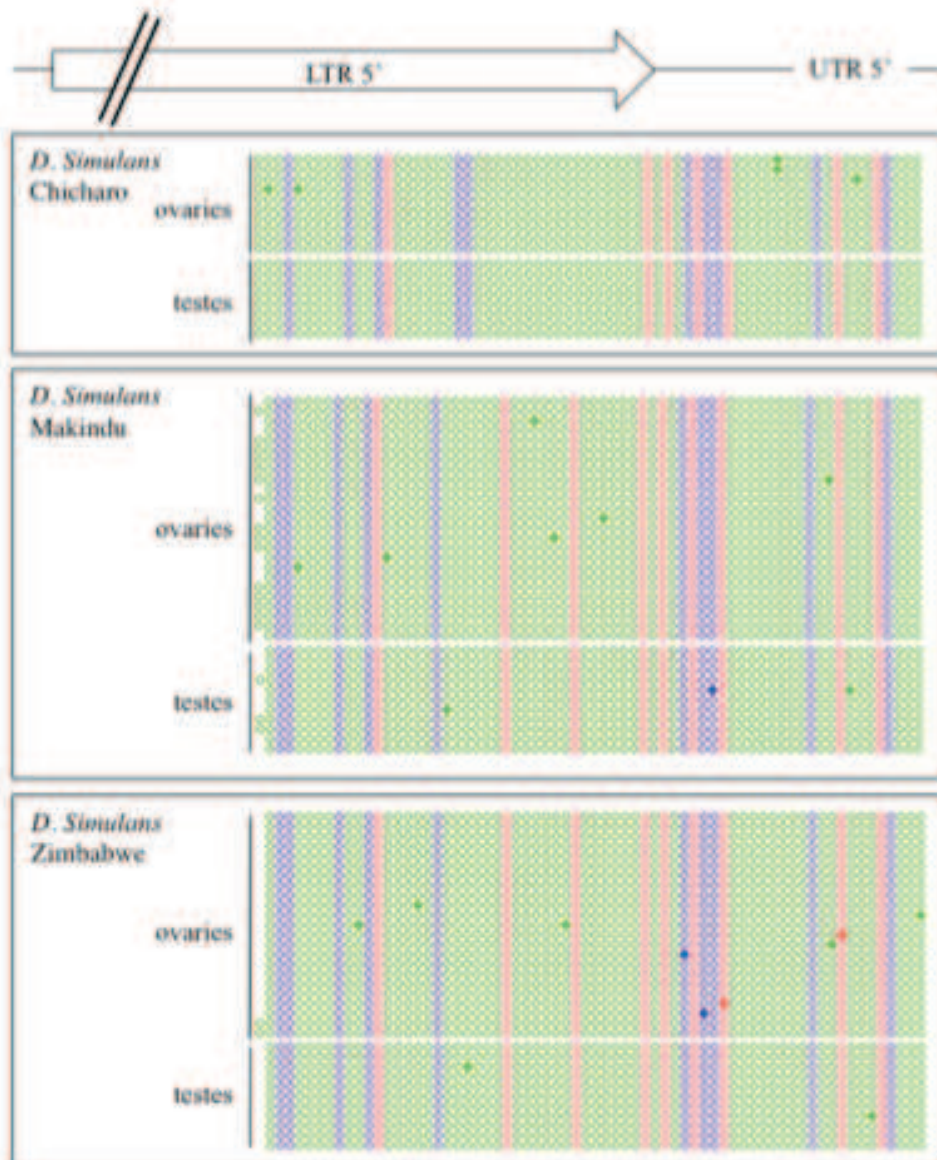 LTR 5'
UTR 5'
D. Simulans
Chicharo
ovaries
testes
D. Simulans
Makindu
ovaries
testes
D. Simulans
Zimbabwe
ovaries
testes